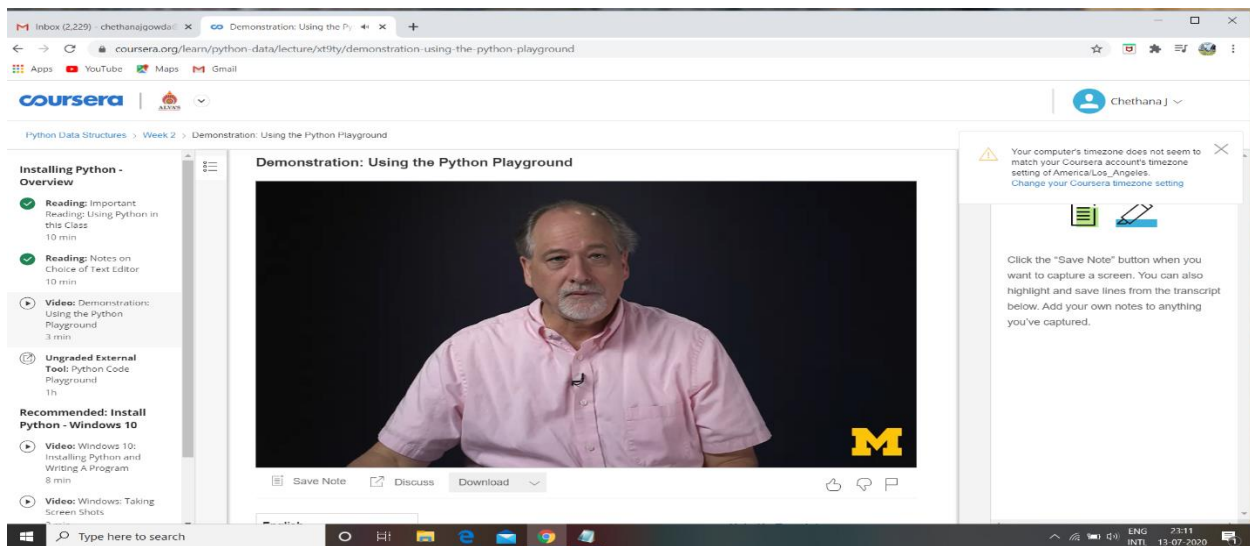 Inbox (2,229) - chethanajgowda
Demonstration: Using the Py
coursera.org/learn/python-data/lecture/xt9ty/demonstration-using-the-python-playground
Apps YouTube Maps Gmail
coursera
ALVA'S
Chethana J
Python Data Structures > Week 2 > Demonstration: Using the Python Playground
Installing Python -
Overview
Reading: Important
Reading: Using Python in
this Class
10 min
Reading: Notes on
Choice of Text Editor
10 min
Video: Demonstration:
Using the Python
Playground
3 min
Ungraded External
Tool: Python Code
Playground
1h
Recommended: Install
Python - Windows 10
Video: Windows 10:
Installing Python and
Writing A Program
8 min
Video: Windows: Taking
Screen Shots
Demonstration: Using the Python Playground
M
Save Note Discuss Download
English
Your computer's timezone does not seem to
match your Coursera account's timezone
setting of America/Los_Angeles.
Change your Coursera timezone setting
Click the "Save Note" button when you
want to capture a screen. You can also
highlight and save lines from the transcript
below. Add your own notes to anything
you've captured.
Type here to search
ENG
INTL
23:11
13-07-2020